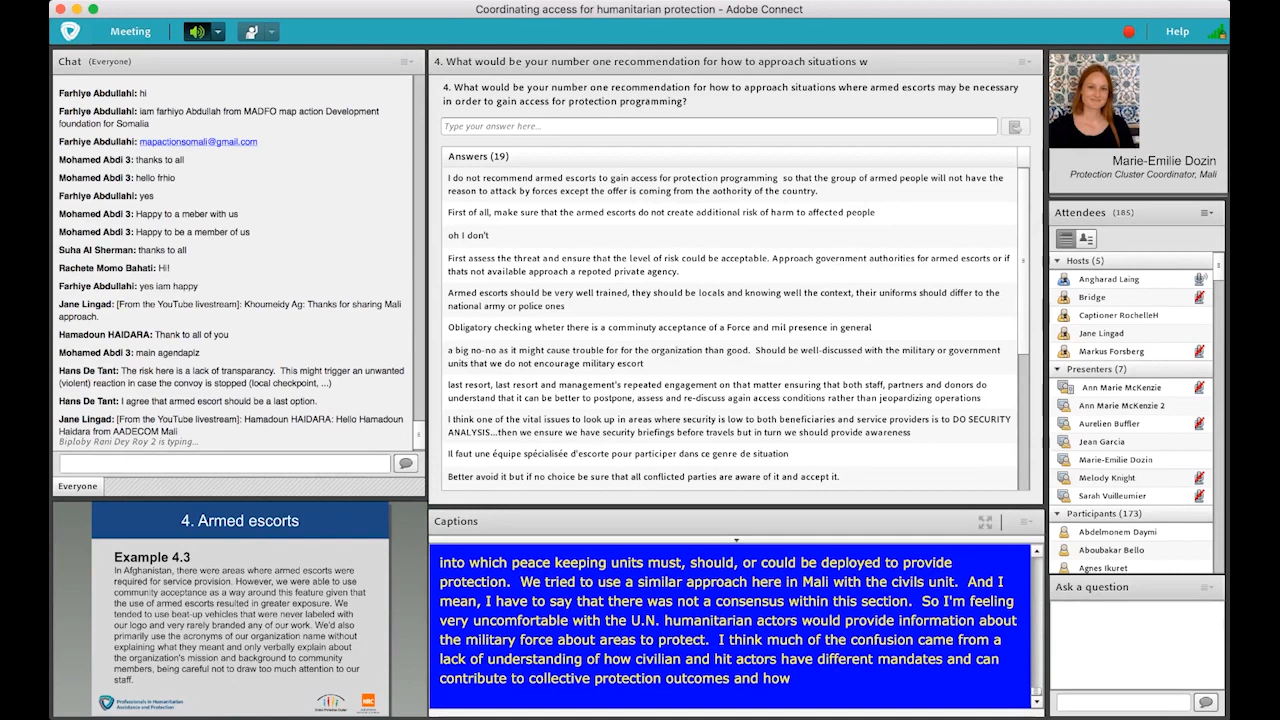 Coordinating access for humanitarian protection - Adobe Connect
Meeting
Help
Chat (Everyone)
Farhiye Abdullahi: hi
Farhiye Abdullahi: iam farhiyo Abdullah from MADFO map action Development
foundation for Somalia
Farhiye Abdullahi: mapactionsomali@gmail.com
Mohamed Abdi 3: thanks to all
Mohamed Abdi 3: hello frhio
Farhiye Abdullahi: yes
Mohamed Abdi 3: Happy to a meber with us
Mohamed Abdi 3: Happy to be a member of us
Suha Al Sherman: thanks to all
Rachete Momo Bahati: Hi!
Farhiye Abdullahi: yes iam happy
Jane Lingad: [From the YouTube livestream]: Khoumeidy Ag: Thanks for sharing Mali
approach.
Hamadoun HAIDARA: Thank to all of you
Mohamed Abdi 3: main agendaplz
Hans De Tant: The risk here is a lack of transparancy. This might trigger an unwanted
(violent) reaction in case the convoy is stopped (local checkpoint, ...)
Hans De Tant: I agree that armed escort should be a last option.
Jane Lingad: [From the YouTube livestream]: Hamadoun HAIDARA: Hello Hamadoun
Haidara from AADECOM Mali
Biploby Rani Dey Roy 2 is typing...
Everyone
4. Armed escorts
Example 4.3
In Afghanistan, there were areas where armed escorts were
required for service provision. However, we were able to use
community acceptance as a way around this feature given that
the use of armed escorts resulted in greater exposure. We
tended to use beat-up vehicles that were never labeled with
our logo and very rarely branded any of our work. We'd also
primarily use the acronyms of our organization name without
explaining what they meant and only verbally explain about
the organization's mission and background to community
members, being careful not to draw too much attention to our
staff.
Professionals in Humanitarian
Assistance and Protection
Global Protection Cluster
NRC
4. What would be your number one recommendation for how to approach situations w
4. What would be your number one recommendation for how to approach situations where armed escorts may be necessary
in order to gain access for protection programming?
Type your answer here...
Answers (19)
I do not recommend armed escorts to gain access for protection programming so that the group of armed people will not have the
reason to attack by forces except the offer is coming from the aothority of the country.
First of all, make sure that the armed escorts do not create additional risk of harm to affected people
oh I don't
First assess the threat and ensure that the level of risk could be acceptable. Approach government authorities for armed escorts or if
thats not available approach a repoted private agency.
Armed escorts should be very well trained, they should be locals and knowing well the context, their uniforms should differ to the
national army or police ones
Obligatory checking wheter there is a comminuty acceptance of a Force and mil presence in general
a big no-no as it might cause trouble for for the organization than good. Should be well-discussed with the military or government
units that we do not encourage military escort
last resort, last resort and management's repeated engagement on that matter ensuring that both staff, partners and donors do
understand that it can be better to postpone, assess and re-discuss again access conditions rather than jeopardizing operations
I think one of the vital issues to look up in areas where security is low to both beneficiaries and service providers is to DO SECURITY
ANALYSIS...then we ensure we have security briefings before travels but in turn we should provide awareness
Il faut une équipe spécialisée d'escorte pour participer dans ce genre de situation
Better avoid it but if no choice be sure that all conflicted parties are aware of it and accept it.
Captions
into which peace keeping units must, should, or could be deployed to provide
protection. We tried to use a similar approach here in Mali with the civils unit. And I
mean, I have to say that there was not a consensus within this section. So I'm feeling
very uncomfortable with the U.N. humanitarian actors would provide information about
the military force about areas to protect. I think much of the confusion came from a
lack of understanding of how civilian and hit actors have different mandates and can
contribute to collective protection outcomes and how
Marie-Emilie Dozin
Protection Cluster Coordinator, Mali
Attendees (185)
Hosts (5)
Angharad Laing
Bridge
Captioner RochelleH
Jane Lingad
Markus Forsberg
Presenters (7)
Ann Marie McKenzie
Ann Marie McKenzie 2
Aurelien Buffler
Jean Garcia
Marie-Emilie Dozin
Melody Knight
Sarah Vuilleumier
Participants (173)
Abdelmonem Daymi
Aboubakar Bello
Agnes Ikuret
Ask a question